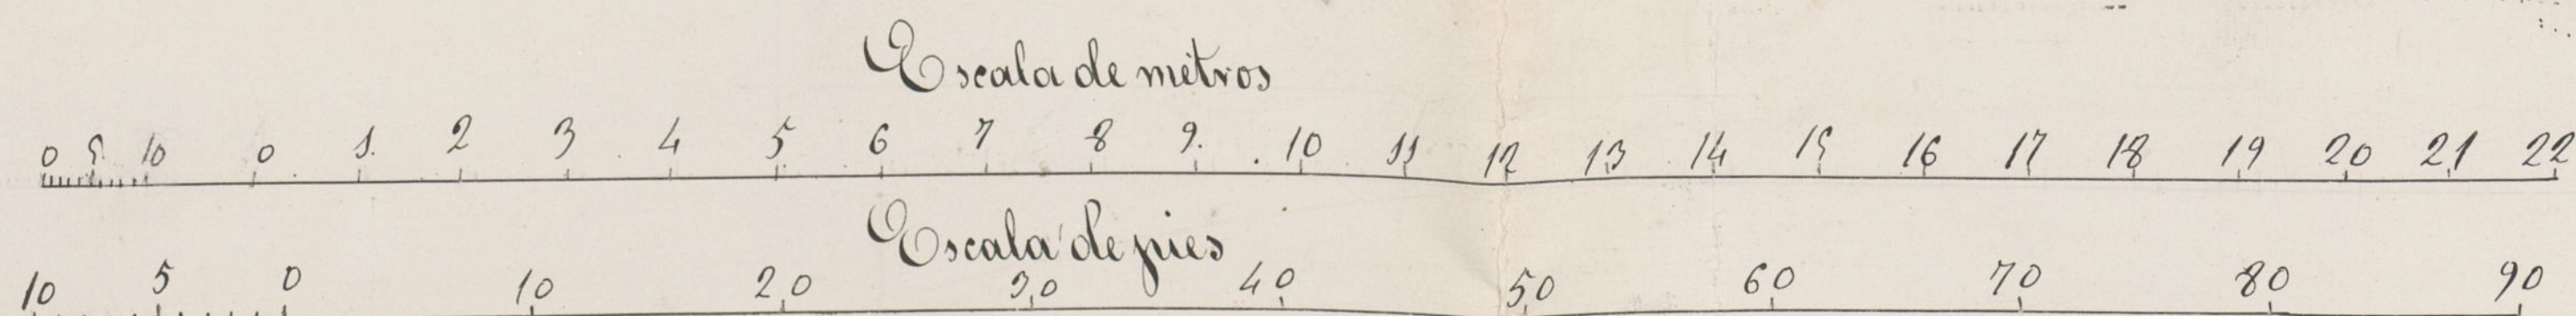 Escala de metros
0 5 10 0 1. 2 3 4 5 6 7 8 9. 10 11 12 13 14 15 16 17 18 19 20 21 22
Escala de pies
10 5 0 10 20 30 40 50 60 70 80 90